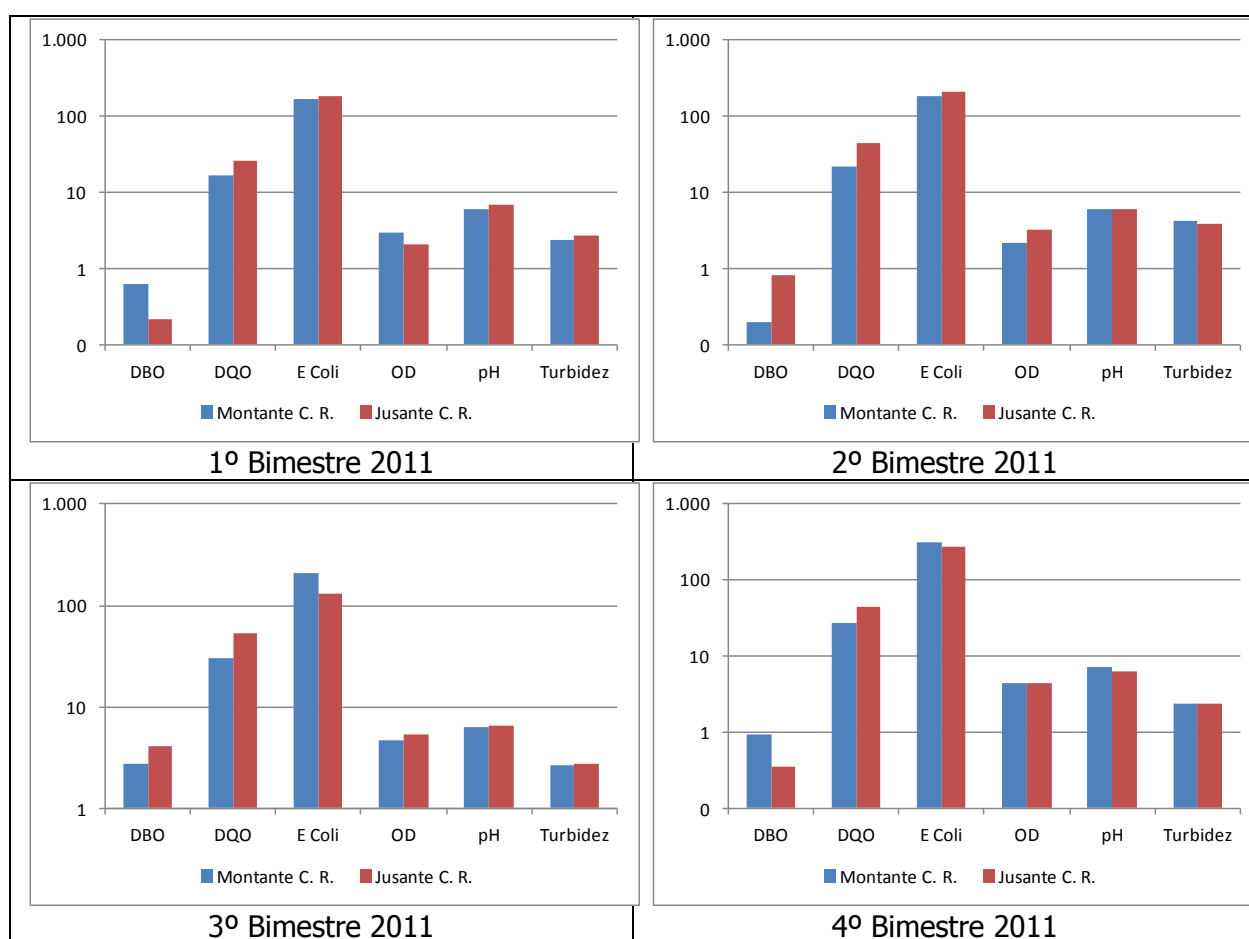 1.000
100
10
1
0
DBO DQO E Coli OD pH Turbidez
Montante C. R. Jusante C. R.
1º Bimestre 2011
1.000
100
10
1
0
DBO DQO E Coli OD pH Turbidez
Montante C. R. Jusante C. R.
2º Bimestre 2011
1.000
100
10
1
DBO DQO E Coli OD pH Turbidez
Montante C. R. Jusante C. R.
3º Bimestre 2011
1.000
100
10
1
0
DBO DQO E Coli OD pH Turbidez
Montante C. R. Jusante C. R.
4º Bimestre 2011